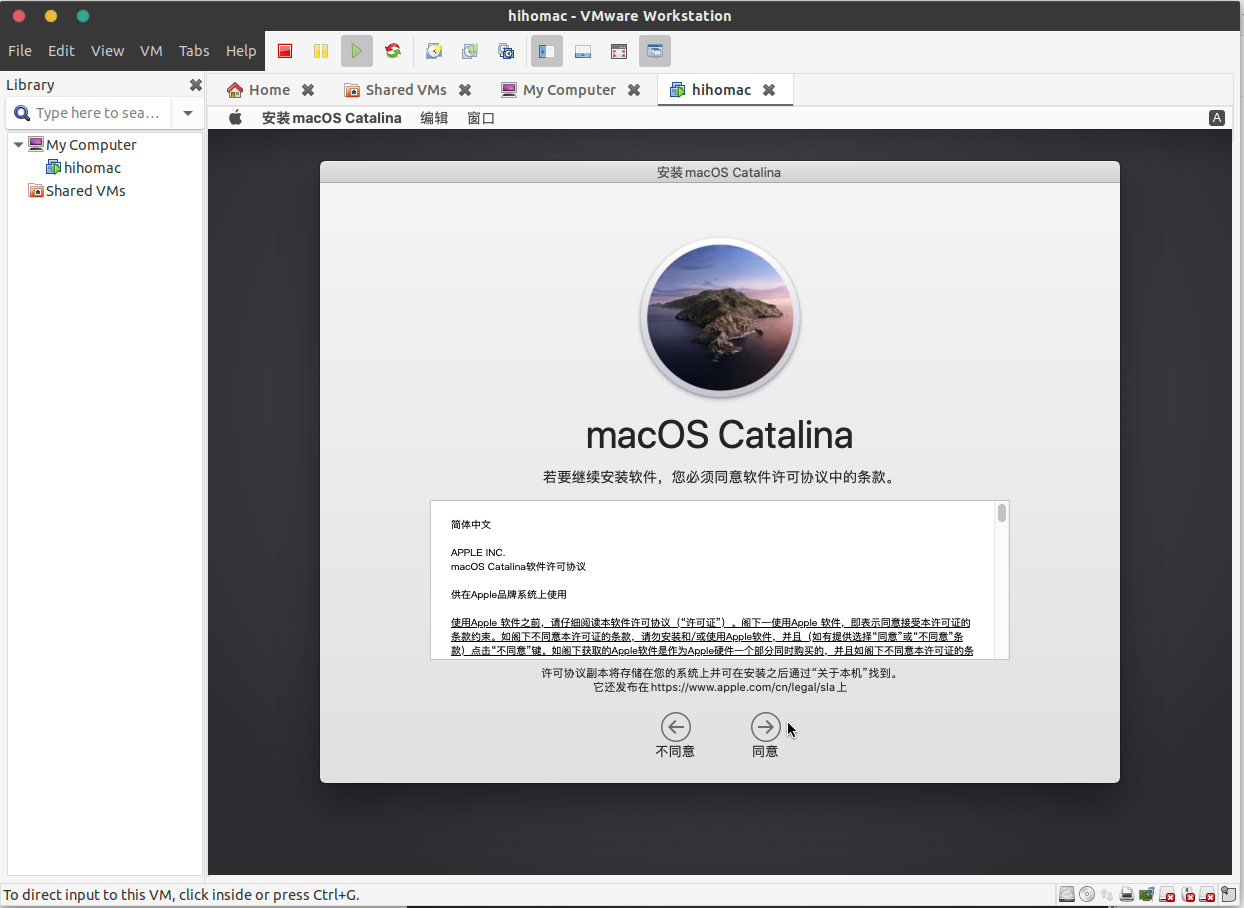 hihomac - VMware Workstation
File Edit View VM Tabs Help
Library
Home Shared VMs My Computer hihomac
Type here to sea...
安装macOS Catalina 编辑 窗口 A
My Computer
hihomac
Shared VMs
安装macOS Catalina
macOS Catalina
若要继续安装软件，您必须同意软件许可协议中的条款。
简体中文
APPLE INC.
macOS Catalina软件许可协议
供在Apple品牌系统上使用
使用Apple 软件之前，请仔细阅读本软件许可协议（“许可证”）。阁下一使用Apple 软件，即表示同意接受本许可证的
条款约束。如阁下不同意本许可证的条款，请勿安装和/或使用Apple软件，并且（如有提供选择“同意”或“不同意”条
款）点击“不同意”键。如阁下获取的Apple软件是作为Apple硬件一个部分同时购买的，并且如阁下不同意本许可证的条
许可协议副本将存储在您的系统上并可在安装之后通过“关于本机”找到。
它还发布在 https://www.apple.com/cn/legal/sla 上
不同意 同意
To direct input to this VM, click inside or press Ctrl+G.